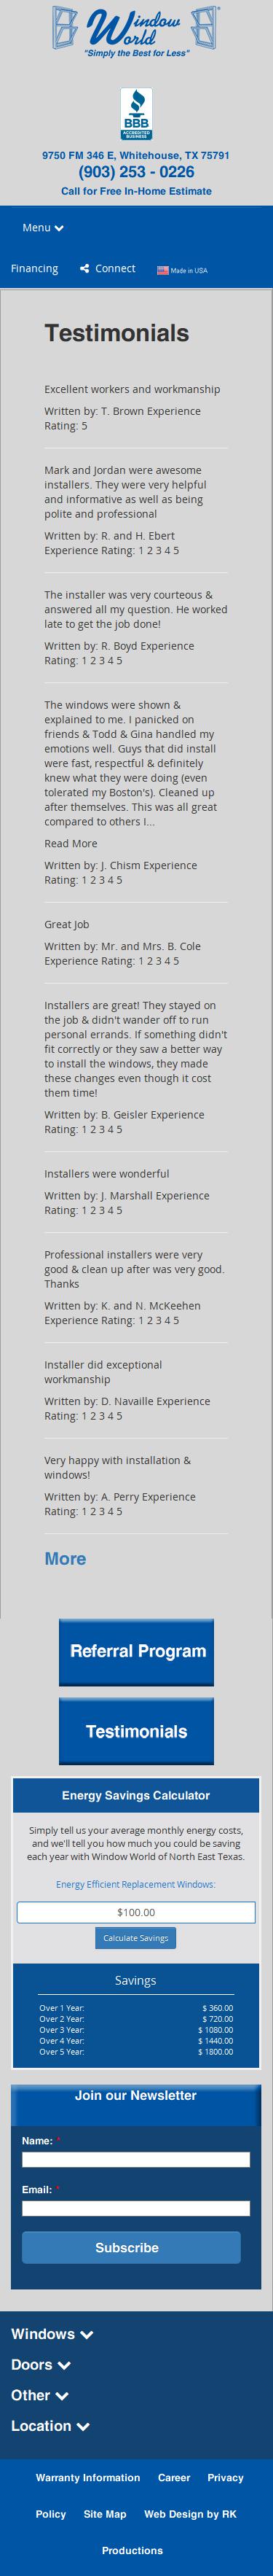 Window
World
"Simply the Best for Less"
BBB
ACCREDITED
BUSINESS
9750 FM 346 E, Whitehouse, TX 75791
(903) 253 - 0226
Call for Free In-Home Estimate
Menu
Financing
Connect
Made in USA
Testimonials
Excellent workers and workmanship
Written by: T. Brown Experience
Rating: 5
Mark and Jordan were awesome
installers. They were very helpful
and informative as well as being
polite and professional
Written by: R. and H. Ebert
Experience Rating: 1 2 3 4 5
The installer was very courteous &
answered all my question. He worked
late to get the job done!
Written by: R. Boyd Experience
Rating: 1 2 3 4 5
The windows were shown &
explained to me. I panicked on
friends & Todd & Gina handled my
emotions well. Guys that did install
were fast, respectful & definitely
knew what they were doing (even
tolerated my Boston's). Cleaned up
after themselves. This was all great
compared to others I...
Read More
Written by: J. Chism Experience
Rating: 1 2 3 4 5
Great Job
Written by: Mr. and Mrs. B. Cole
Experience Rating: 1 2 3 4 5
Installers are great! They stayed on
the job & didn't wander off to run
personal errands. If something didn't
fit correctly or they saw a better way
to install the windows, they made
these changes even though it cost
them time!
Written by: B. Geisler Experience
Rating: 1 2 3 4 5
Installers were wonderful
Written by: J. Marshall Experience
Rating: 1 2 3 4 5
Professional installers were very
good & clean up after was very good.
Thanks
Written by: K. and N. McKeehen
Experience Rating: 1 2 3 4 5
Installer did exceptional
workmanship
Written by: D. Navaille Experience
Rating: 1 2 3 4 5
Very happy with installation &
windows!
Written by: A. Perry Experience
Rating: 1 2 3 4 5
More
Referral Program
Testimonials
Energy Savings Calculator
Simply tell us your average monthly energy costs,
and we'll tell you how much you could be saving
each year with Window World of North East Texas.
Energy Efficient Replacement Windows:
$100.00
Calculate Savings
Savings
Over 1 Year: $ 360.00
Over 2 Year: $ 720.00
Over 3 Year: $ 1080.00
Over 4 Year: $ 1440.00
Over 5 Year: $ 1800.00
Join our Newsletter
Name: *
Email: *
Subscribe
Windows
Doors
Other
Location
Warranty Information Career Privacy
Policy Site Map Web Design by RK
Productions